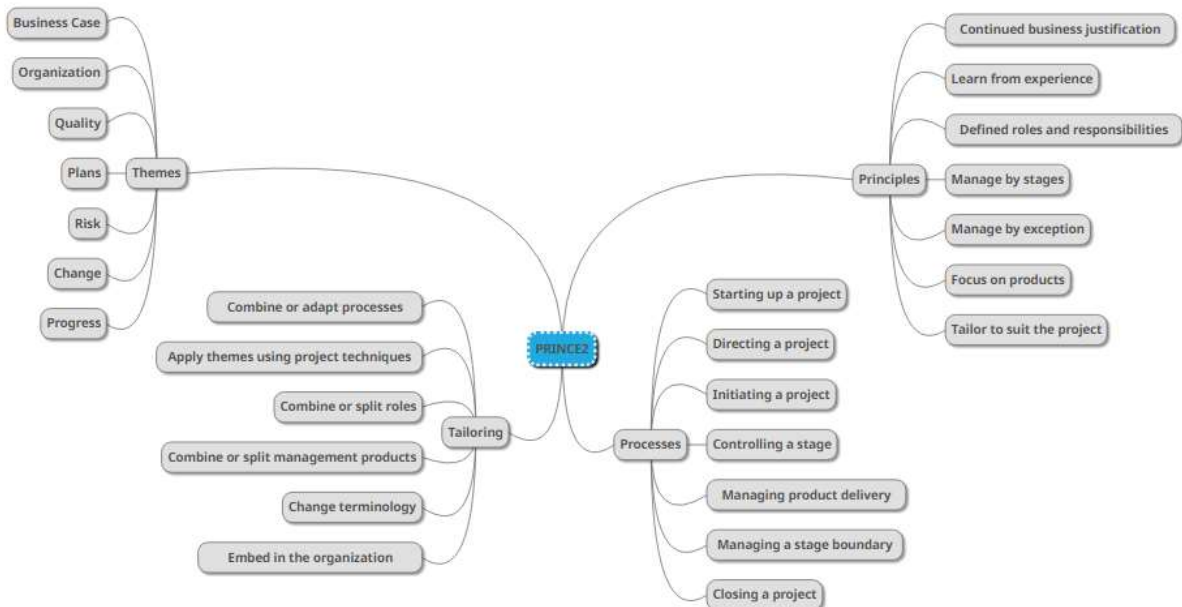 PRINCE2
Themes
Business Case
Organization
Quality
Plans
Risk
Change
Progress
Tailoring
Combine or adapt processes
Apply themes using project techniques
Combine or split roles
Combine or split management products
Change terminology
Embed in the organization
Principles
Continued business justification
Learn from experience
Defined roles and responsibilities
Manage by stages
Manage by exception
Focus on products
Tailor to suit the project
Processes
Starting up a project
Directing a project
Initiating a project
Controlling a stage
Managing product delivery
Managing a stage boundary
Closing a project